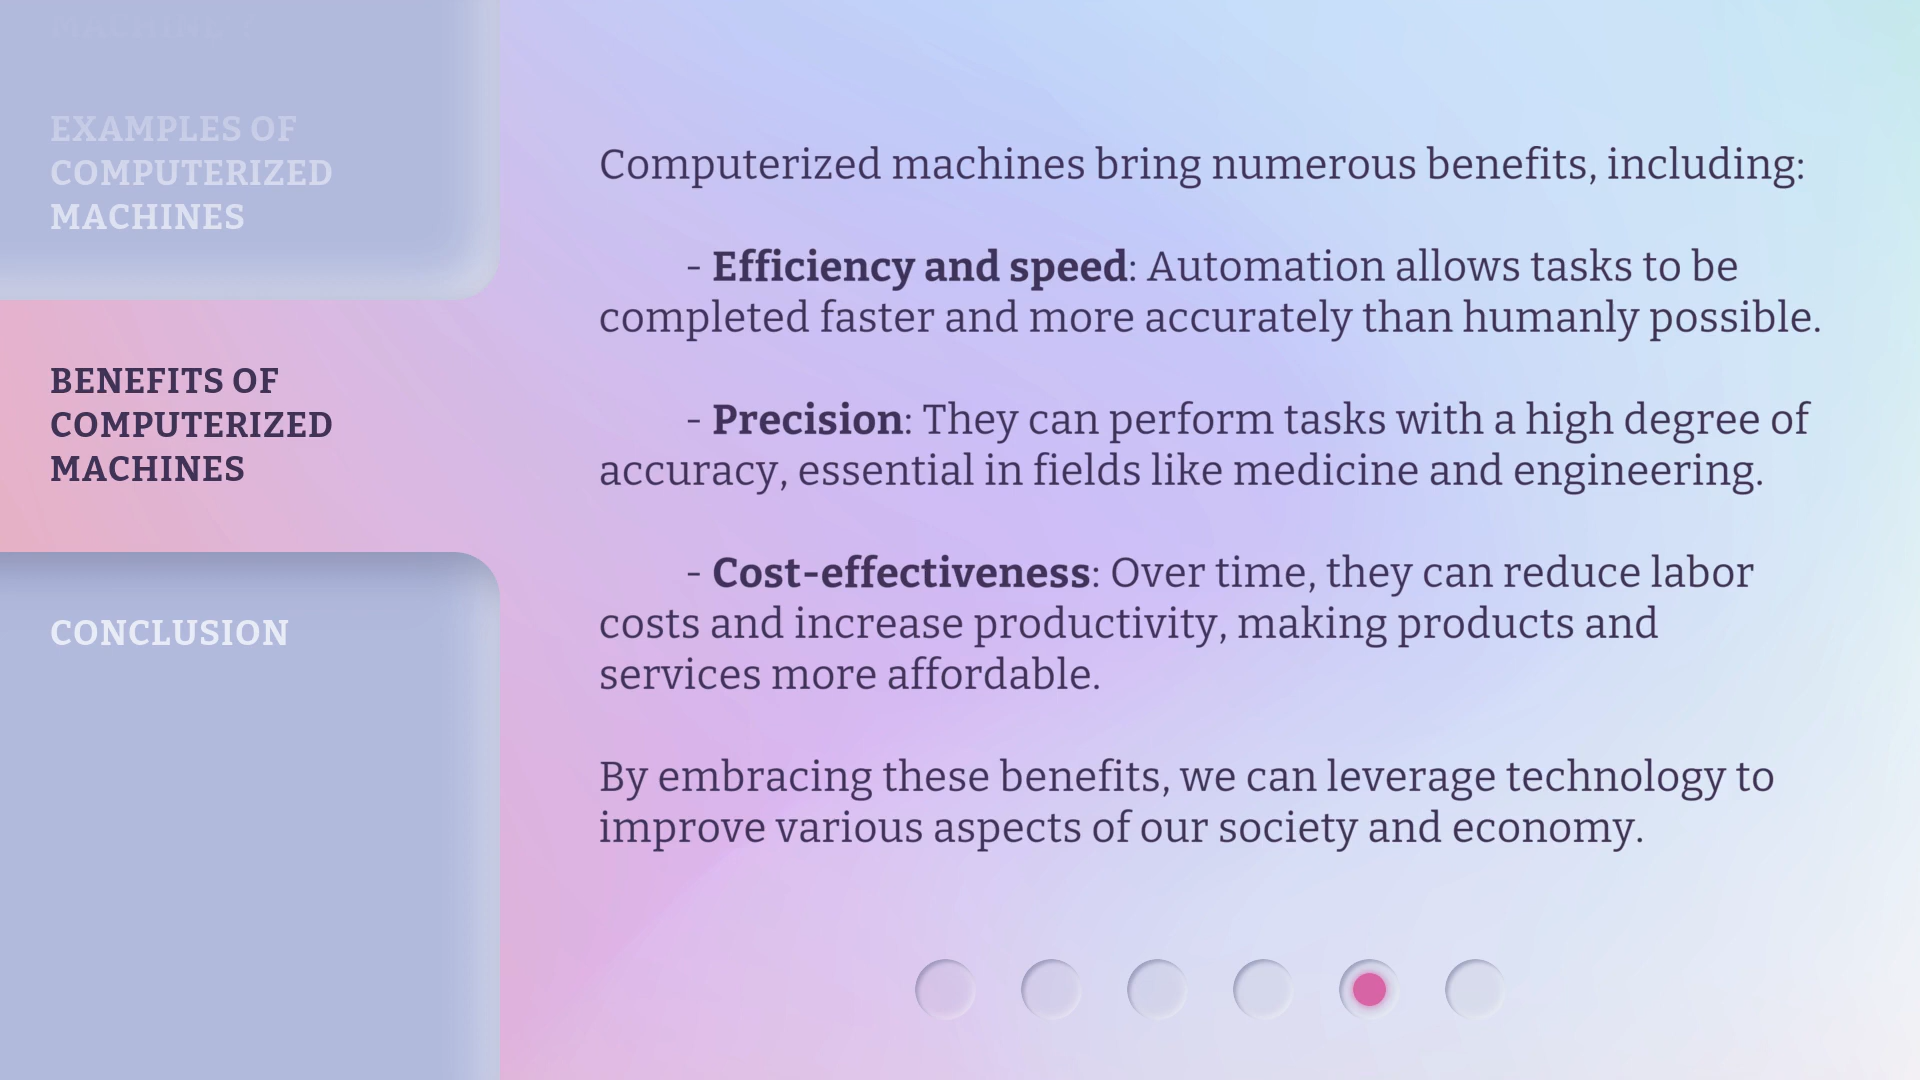 EXAMPLES OF
COMPUTERIZED
MACHINES
BENEFITS OF
COMPUTERIZED
MACHINES
CONCLUSION
Computerized machines bring numerous benefits, including:
- Efficiency and speed: Automation allows tasks to be
completed faster and more accurately than humanly possible.
- Precision: They can perform tasks with a high degree of
accuracy, essential in fields like medicine and engineering.
- Cost-effectiveness: Over time, they can reduce labor
costs and increase productivity, making products and
services more affordable.
By embracing these benefits, we can leverage technology to
improve various aspects of our society and economy.